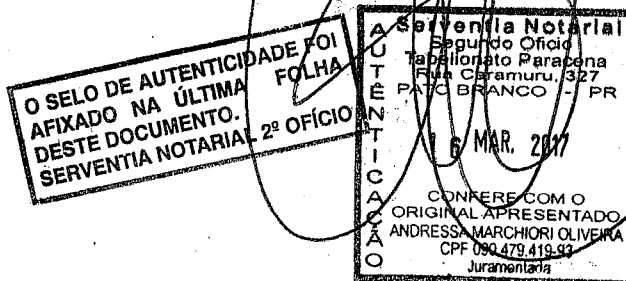 O SELO DE AUTENTICIDADE FOI
AFIXADO NA ÚLTIMA FOLHA
DESTE DOCUMENTO.
SERVENTIA NOTARIAL 2º OFÍCIO
AUTÊNTICAÇÃO
Serventia Notarial
Segundo Ofício
Tabelionato Paraçona
Rua Caramuru, 327
PATO BRANCO - PR
16 MAR. 2017
CONFERE COM O
ORIGINAL APRESENTADO
ANDRESSA MARCHIORI OLIVEIRA
CPF 090.479.419-93
Juramentada